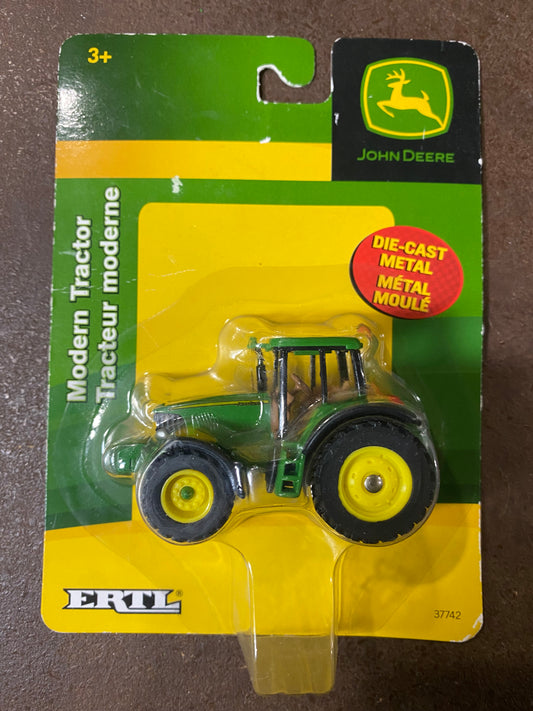 3+
JOHN DEERE
Modern Tractor
Tracteur moderne
DIE-CAST
METAL
MÉTAL
MOULÉ
ERTL®
37742